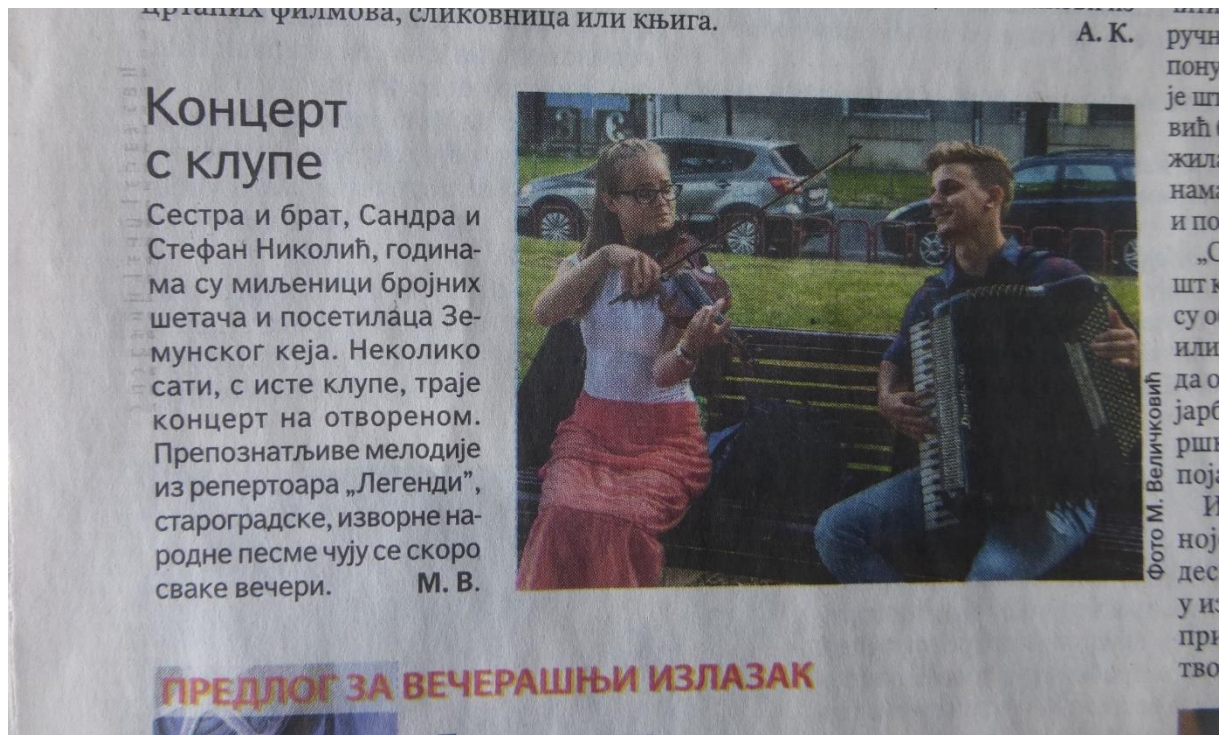 цртаних филмова, сликовница или књига.
А. К.
Концерт
с клупе
Сестра и брат, Сандра и
Стефан Николић, година-
ма су миљеници бројних
шетача и посетилаца Зе-
мунског кеја. Неколико
сати, с исте клупе, траје
концерт на отвореном.
Препознатљиве мелодије
из репертоара „Легенди”,
староградске, изворне на-
родне песме чују се скоро
сваке вечери. М. В.
Фото М. Величковић
ПРЕДЛОГ ЗА ВЕЧЕРАШЊИ ИЗЛАЗАК